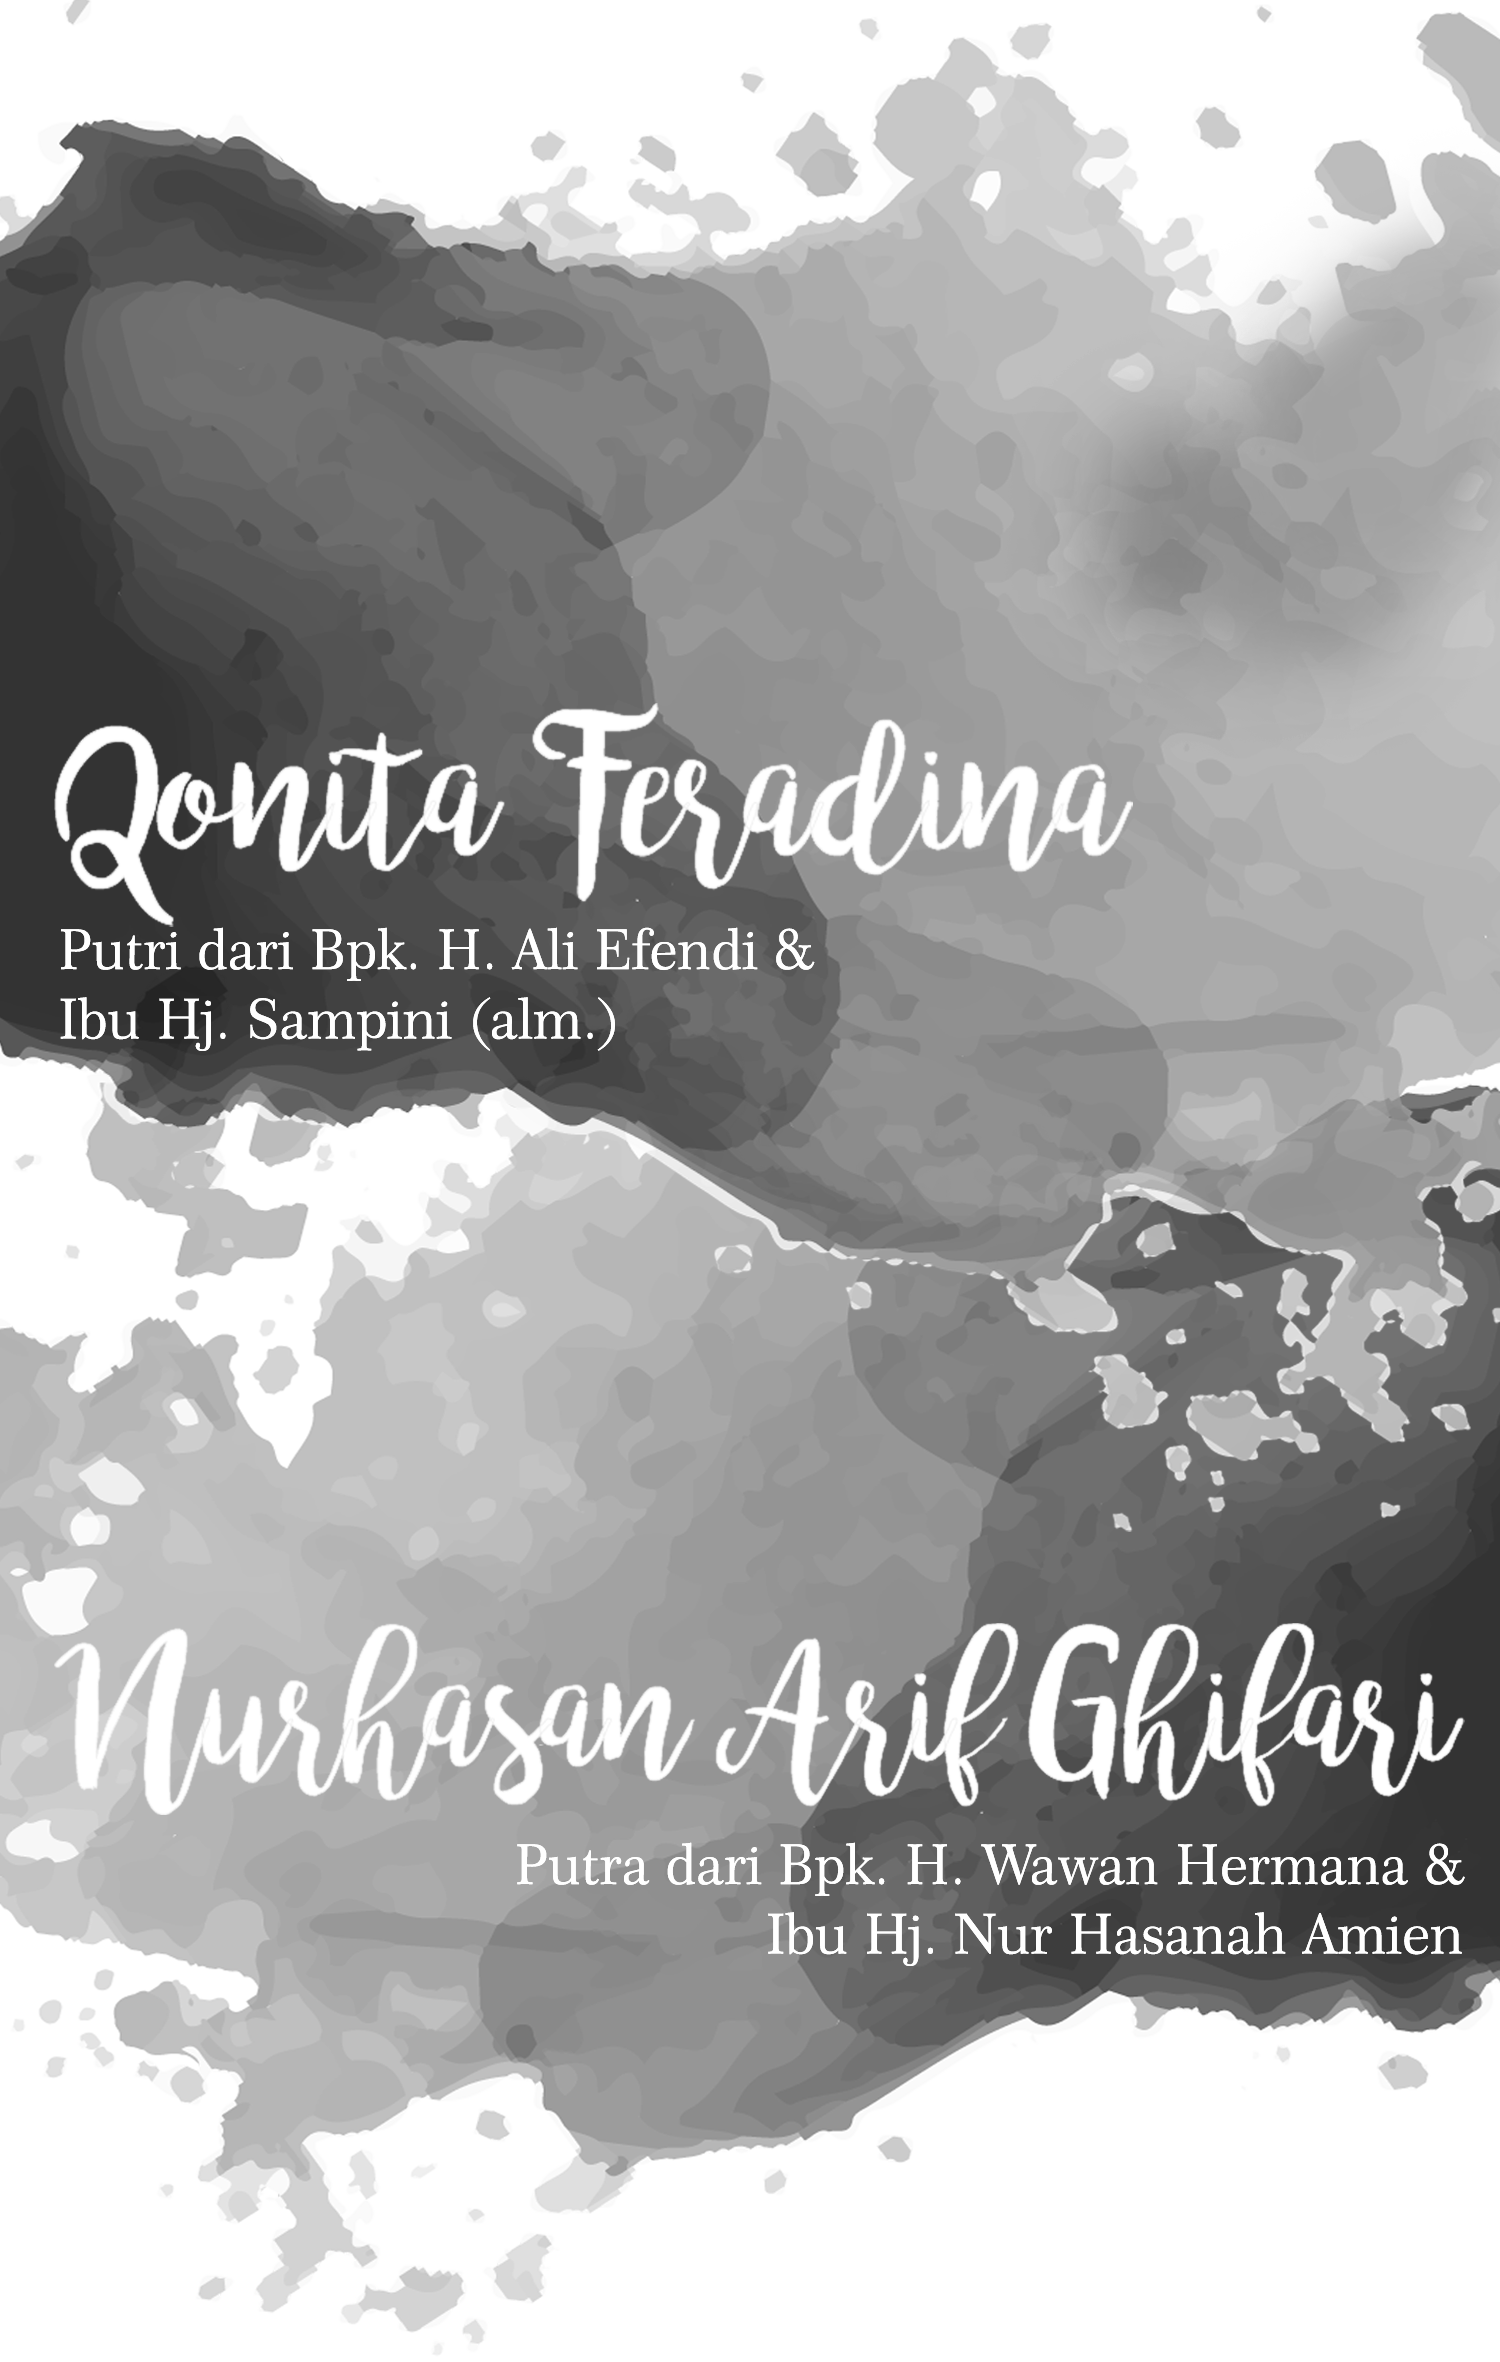 Qonita Feradina
Putri dari Bpk. H. Ali Efendi &
Ibu Hj. Sampini (alm.)
Nurhasan Arif Ghifari
Putra dari Bpk. H. Wawan Hermana &
Ibu Hj. Nur Hasanah Amien